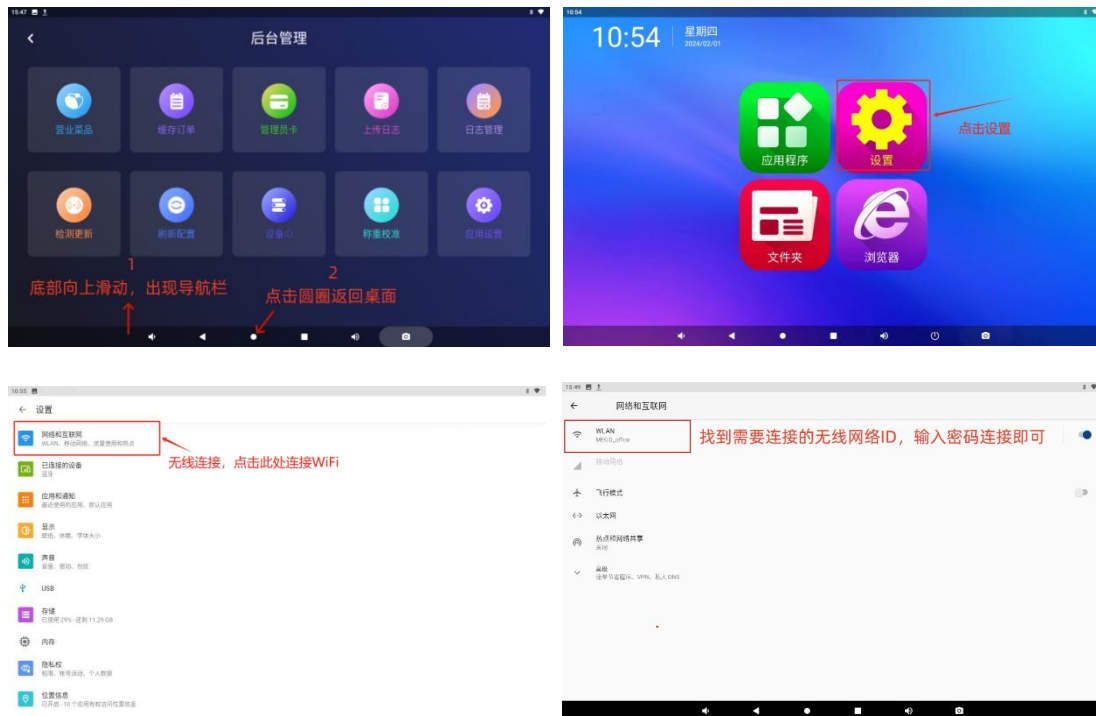 15:47
后台管理
营业菜品
缓存订单
管理员卡
上传日志
日志管理
检测更新
刷新配置
设备ID
称重校准
应用设置
1
底部向上滑动，出现导航栏
2
点击圆圈返回桌面
10:54
10:54
星期四
2024/02/01
应用程序
设置
点击设置
文件夹
浏览器
10:55
设置
网络和互联网
WLAN、移动网络、流量使用和热点
无线连接，点击此处连接WiFi
已连接的设备
蓝牙
应用和通知
最近使用的应用、默认应用
显示
壁纸、休眠、字体大小
声音
音量、振动、勿扰
USB
存储
已使用 29% - 还剩 11.29 GB
内存
隐私权
权限、帐号活动、个人数据
位置信息
已开启 - 10 个应用有权访问位置信息
15:49
网络和互联网
WLAN
找到需要连接的无线网络ID，输入密码连接即可
移动网络
飞行模式
以太网
热点和网络共享
关闭
高级
流量节省程序、VPN、私人 DNS